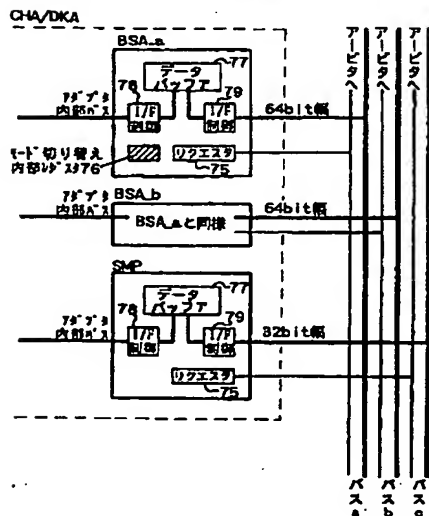 CHA/DKA
BSA_a
データ
バッファ
77
78
79
I/F
制御
I/F
制御
アダプタ
内部バス
64bit幅
モード切り替え
内部レジスタ76
リクエスタ
75
アービタへ
アービタへ
アービタへ
BSA_b
アダプタ
内部バス
BSA_aと同様
64bit幅
SMP
データ
バッファ
77
78
79
I/F
制御
I/F
制御
アダプタ
内部バス
32bit幅
リクエスタ
75
バスa
バスb
バスc